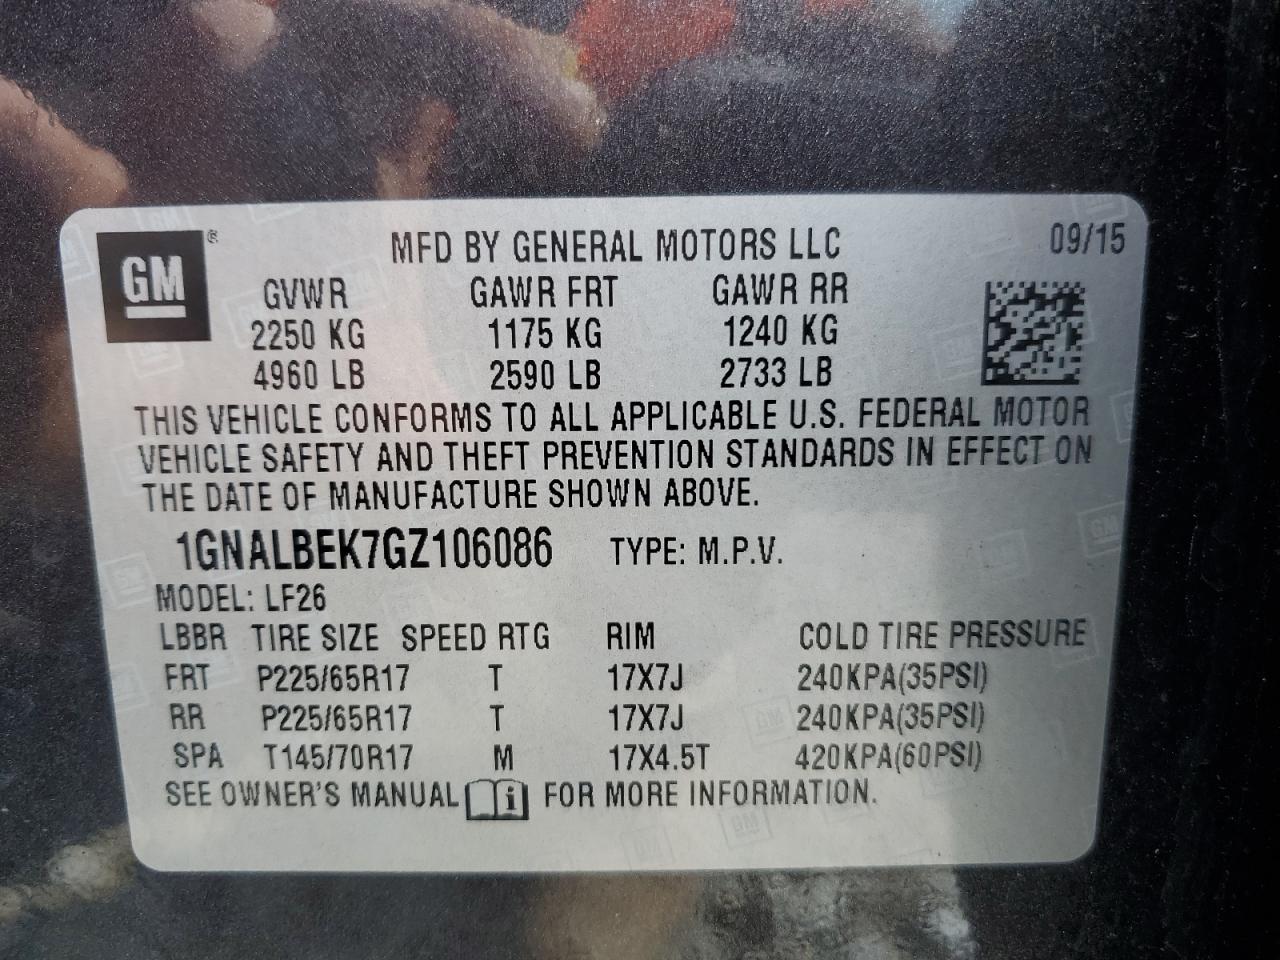 GM® MFD BY GENERAL MOTORS LLC 09/15
GVWR GAWR FRT GAWR RR
2250 KG 1175 KG 1240 KG
4960 LB 2590 LB 2733 LB
THIS VEHICLE CONFORMS TO ALL APPLICABLE U.S. FEDERAL MOTOR
VEHICLE SAFETY AND THEFT PREVENTION STANDARDS IN EFFECT ON
THE DATE OF MANUFACTURE SHOWN ABOVE.
1GNALBEK7GZ106086 TYPE: M.P.V.
MODEL: LF26
LBBR TIRE SIZE SPEED RTG RIM COLD TIRE PRESSURE
FRT P225/65R17 T 17X7J 240KPA(35PSI)
RR P225/65R17 T 17X7J 240KPA(35PSI)
SPA T145/70R17 M 17X4.5T 420KPA(60PSI)
SEE OWNER'S MANUAL i FOR MORE INFORMATION.